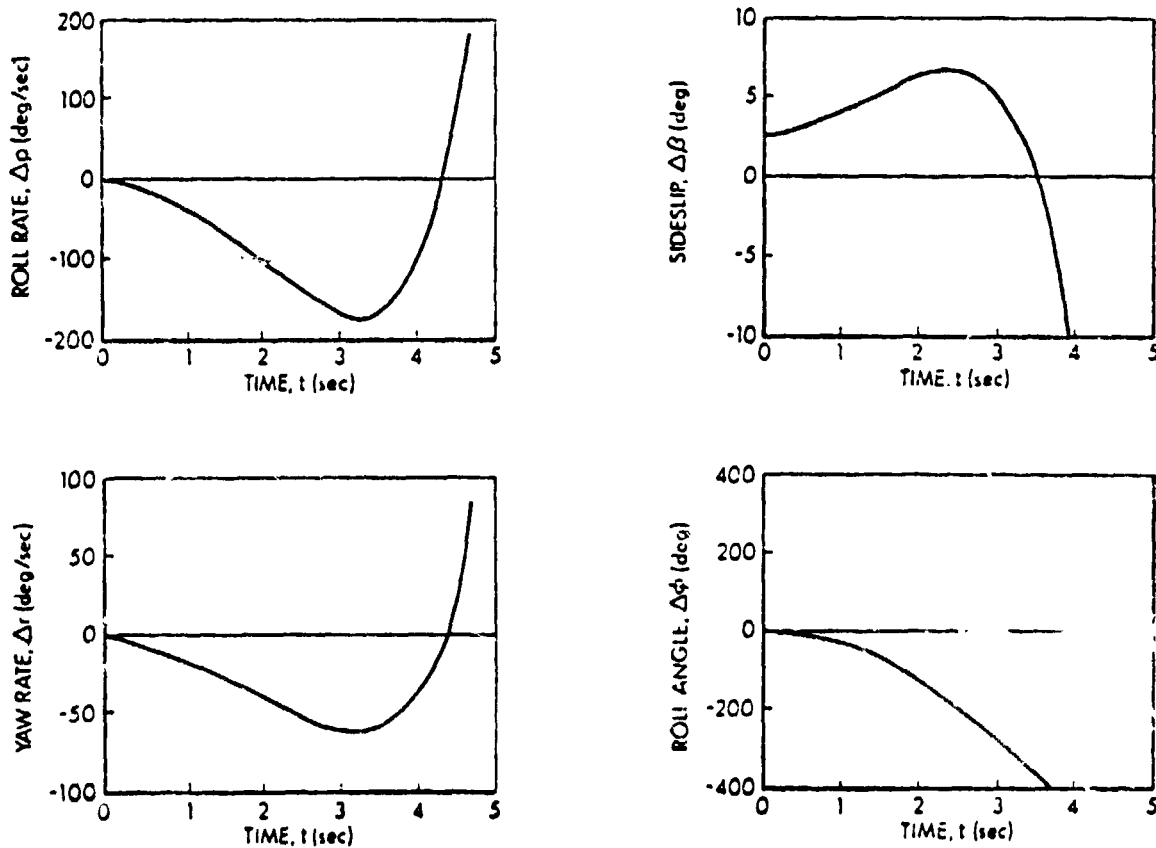 ROLL RATE, Δp (deg/sec)
200
100
0
-100
-200
0 1 2 3 4 5
TIME, t (sec)
SIDESLIP, Δβ (deg)
10
5
0
-5
-10
0 1 2 3 4 5
TIME. t (sec)
YAW RATE, Δr (deg/sec)
100
50
0
-50
-100
0 1 2 3 4 5
TIME, t (sec)
ROLL ANGLE, Δϕ (deg)
400
200
0
-200
-400
0 1 2 3 4 5
TIME, t (sec)